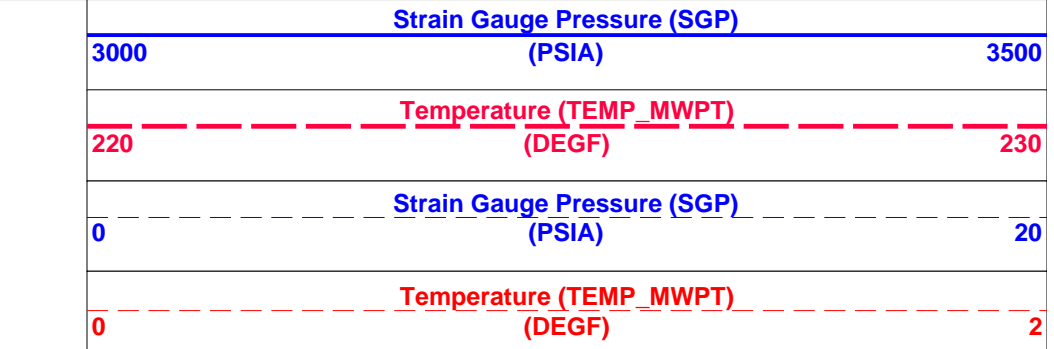 Strain Gauge Pressure (SGP)
3000 (PSIA) 3500
Temperature (TEMP_MWPT)
220 (DEGF) 230
Strain Gauge Pressure (SGP)
0 (PSIA) 20
Temperature (TEMP_MWPT)
0 (DEGF) 2